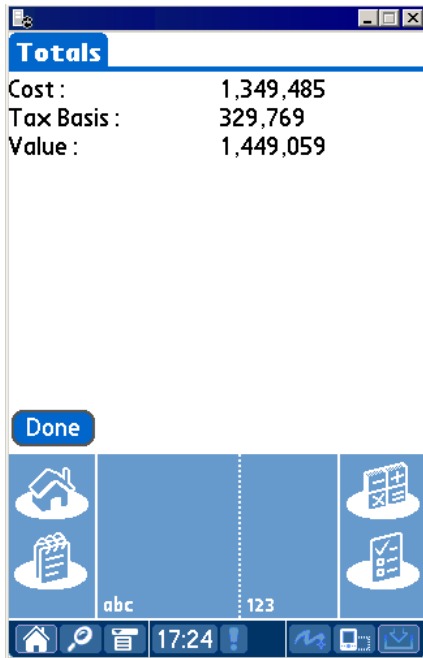 Totals
Cost : 1,349,485
Tax Basis : 329,769
Value : 1,449,059
Done
abc 123
17:24